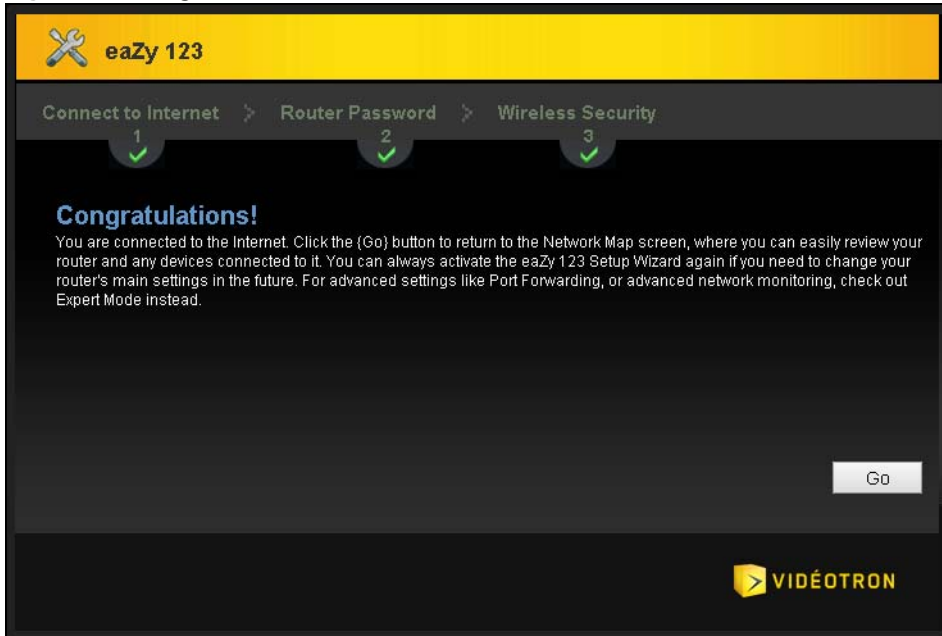 eaZy 123
Connect to Internet > Router Password > Wireless Security
1 2 3
Congratulations!
You are connected to the Internet. Click the (Go) button to return to the Network Map screen, where you can easily review your
router and any devices connected to it. You can always activate the eaZy 123 Setup Wizard again if you need to change your
router's main settings in the future. For advanced settings like Port Forwarding, or advanced network monitoring, check out
Expert Mode instead.
Go
VIDÉOTRON